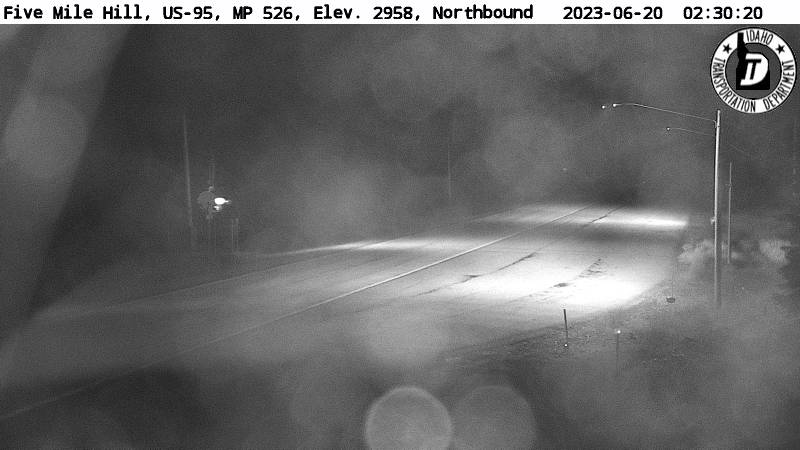 Five Mile Hill, US-95, MP 526, Elev. 2958, Northbound 2023-06-20 02:30:20
IDAHO
TRANSPORTATION DEPARTMENT